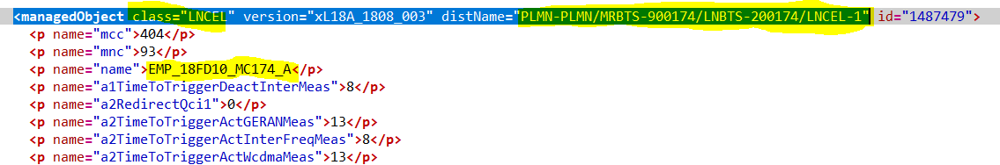 <managedObject class="LNCEL" version="xL18A_1808_003" distName="PLMN-PLMN/MRBTS-900174/LNBTS-200174/LNCEL-1" id="1487479">
<p name="mcc">404</p>
<p name="mnc">93</p>
<p name="name">EMP_18FD10_MC174_A</p>
<p name="a1TimeToTriggerDeactInterMeas">8</p>
<p name="a2RedirectQci1">0</p>
<p name="a2TimeToTriggerActGERANMeas">13</p>
<p name="a2TimeToTriggerActInterFreqMeas">8</p>
<p name="a2TimeToTriggerActWcdmaMeas">13</p>